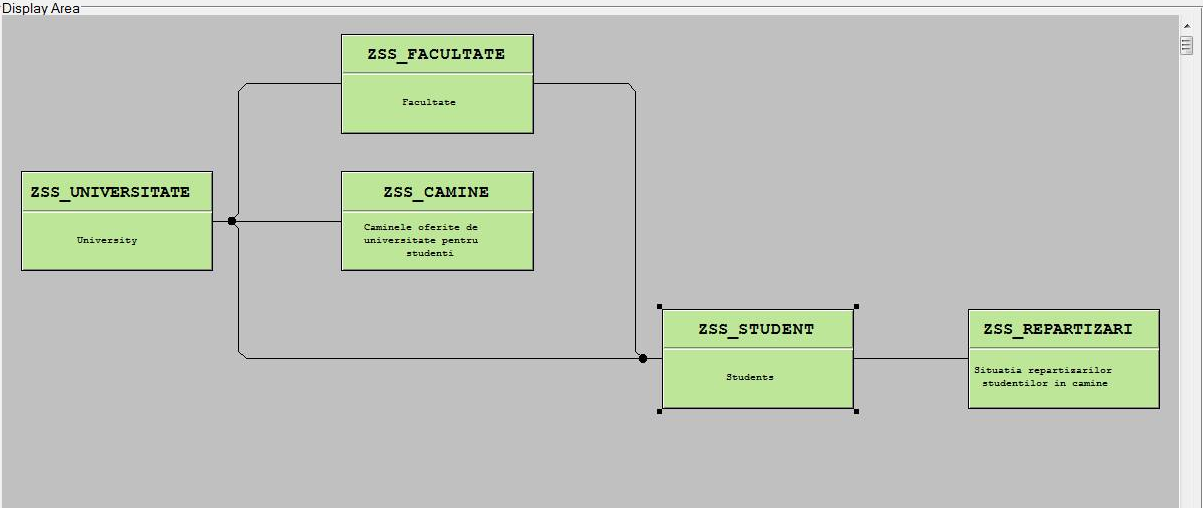 Display Area
ZSS_FACULTATE
Facultate
ZSS_UNIVERSITATE
University
ZSS_CAMINE
Caminele oferite de
universitate pentru
studenti
ZSS_STUDENT
Students
ZSS_REPARTIZARI
Situatia repartizarilor
studentilor in camine